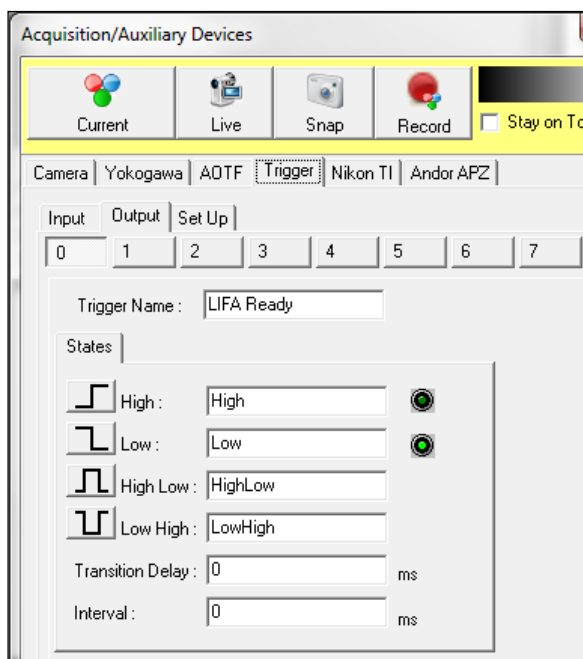 Acquisition/Auxiliary Devices
Current Live Snap Record Stay on To
Camera Yokogawa AOTF Trigger Nikon TI Andor APZ
Input Output Set Up
0 1 2 3 4 5 6 7
Trigger Name : LIFA Ready
States
High : High
Low : Low
High Low : HighLow
Low High : LowHigh
Transition Delay : 0 ms
Interval : 0 ms